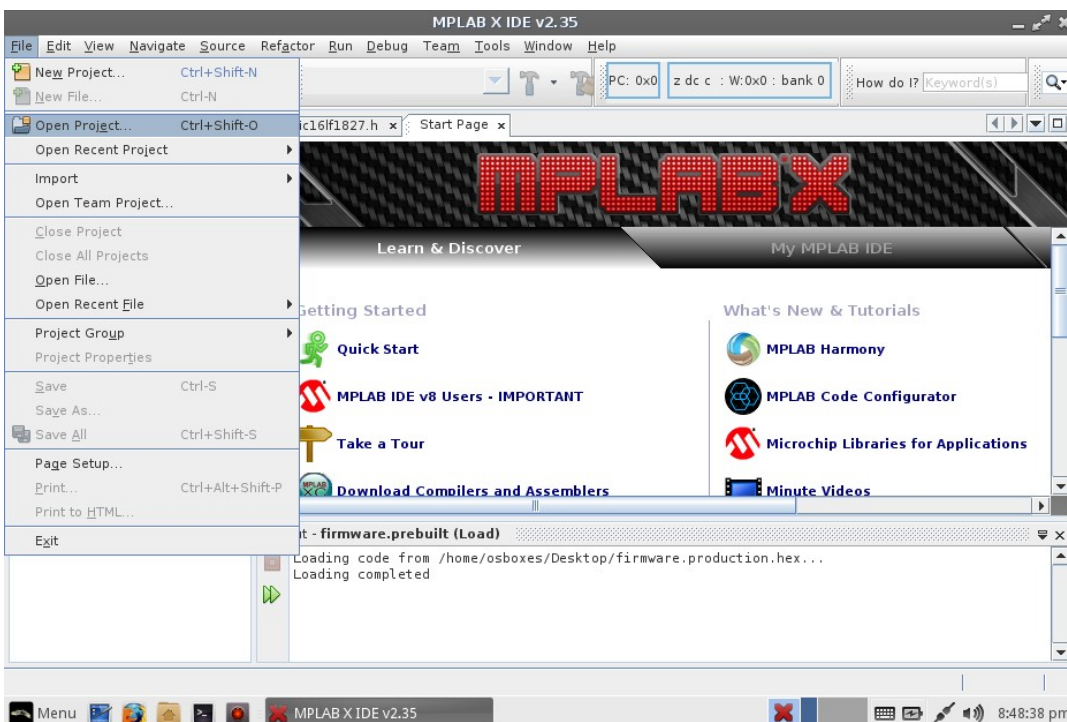 MPLAB X IDE v2.35
File Edit View Navigate Source Refactor Run Debug Team Tools Window Help
New Project... Ctrl+Shift-N
New File... Ctrl-N
Open Project... Ctrl+Shift-O
Open Recent Project
Import
Open Team Project...
Close Project
Close All Projects
Open File...
Open Recent File
Project Group
Project Properties
Save Ctrl-S
Save As...
Save All Ctrl+Shift-S
Page Setup...
Print... Ctrl+Alt+Shift-P
Print to HTML...
Exit
PC: 0x0 z dc c : W:0x0 : bank 0 How do I? Keyword(s)
ic16lf1827.h Start Page
MPLAB X
Learn & Discover My MPLAB IDE
Getting Started
Quick Start
MPLAB IDE v8 Users - IMPORTANT
Take a Tour
Download Compilers and Assemblers
What's New & Tutorials
MPLAB Harmony
MPLAB Code Configurator
Microchip Libraries for Applications
Minute Videos
t - firmware.prebuilt (Load)
Loading code from /home/osboxes/Desktop/firmware.production.hex...
Loading completed
Menu MPLAB X IDE v2.35 8:48:38 pm